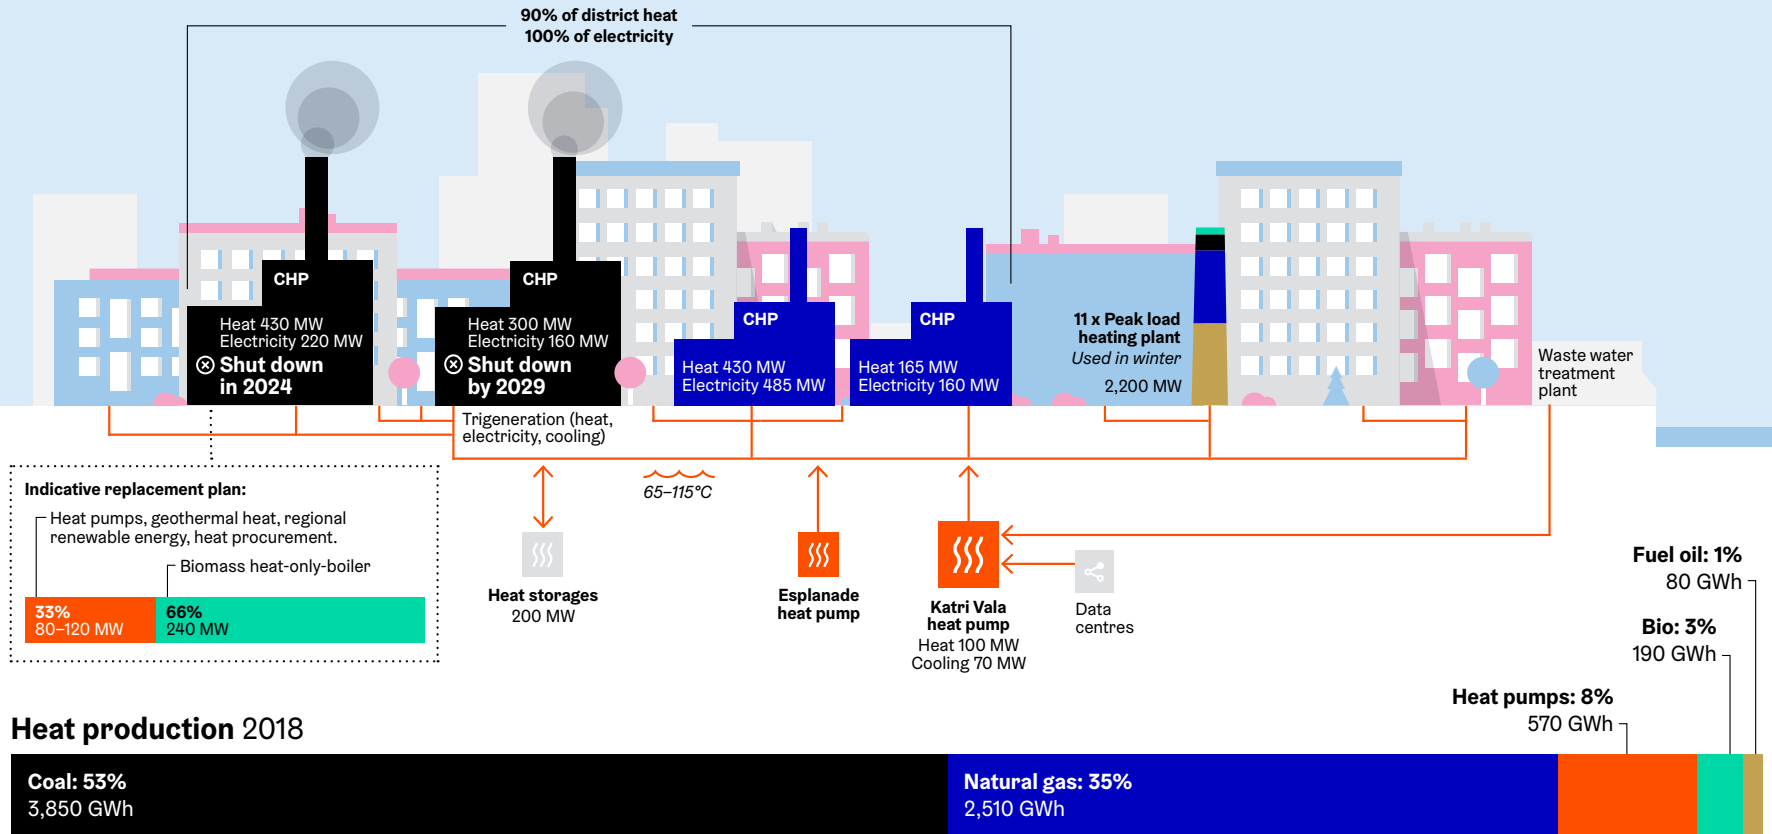 90% of district heat
100% of electricity
CHP
Heat 430 MW
Electricity 220 MW
Shut down
in 2024
CHP
Heat 300 MW
Electricity 160 MW
Shut down
by 2029
CHP
Heat 430 MW
Electricity 485 MW
CHP
Heat 165 MW
Electricity 160 MW
11 x Peak load
heating plant
Used in winter
2,200 MW
Waste water
treatment
plant
Trigeneration (heat,
electricity, cooling)
65–115°C
Indicative replacement plan:
Heat pumps, geothermal heat, regional
renewable energy, heat procurement.
Biomass heat-only-boiler
33%
80–120 MW
66%
240 MW
Heat storages
200 MW
Esplanade
heat pump
Katri Vala
heat pump
Heat 100 MW
Cooling 70 MW
Data
centres
Fuel oil: 1%
80 GWh
Bio: 3%
190 GWh
Heat pumps: 8%
570 GWh
Heat production 2018
Coal: 53%
3,850 GWh
Natural gas: 35%
2,510 GWh